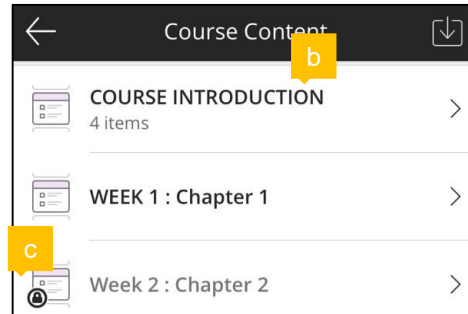 Course Content
b
COURSE INTRODUCTION
4 items
WEEK 1 : Chapter 1
c
Week 2 : Chapter 2